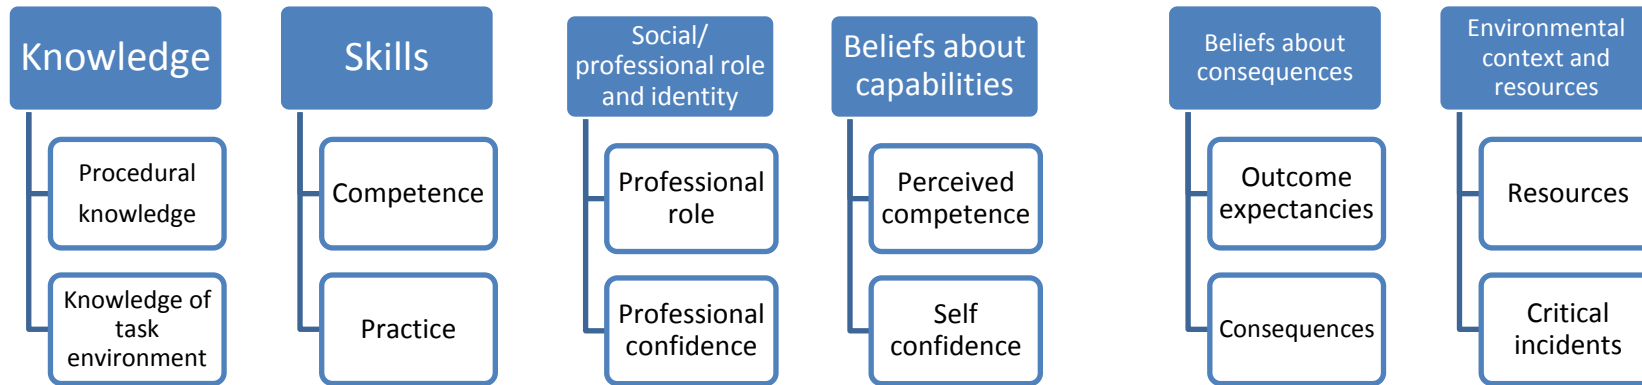 Knowledge
Procedural
knowledge
Knowledge of
task
environment
Skills
Competence
Practice
Social/
professional role
and identity
Professional
role
Professional
confidence
Beliefs about
capabilities
Perceived
competence
Self
confidence
Beliefs about
consequences
Outcome
expectancies
Consequences
Environmental
context and
resources
Resources
Critical
incidents